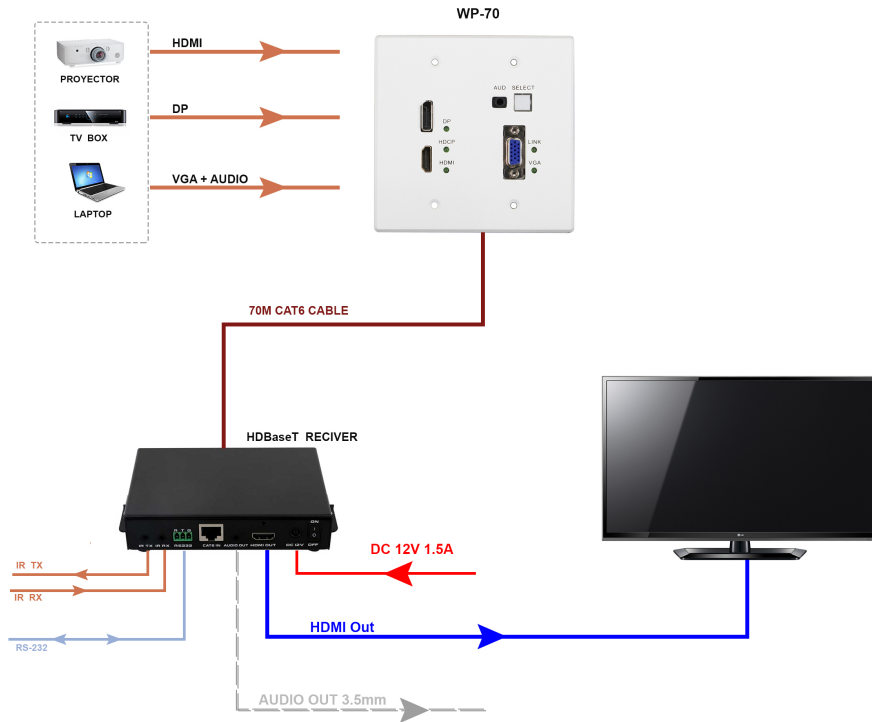 WP-70
HDMI
PROYECTOR
DP
TV BOX
VGA + AUDIO
LAPTOP
AUD SELECT
DP
HDCP
HDMI
LINK
VGA
70M CAT6 CABLE
HDBaseT RECIVER
ON
R T G
IR TX IR RX RS232 CAT6 IN AUDIO OUT HDMI OUT DC 12V OFF
DC 12V 1.5A
IR TX
IR RX
HDMI Out
RS-232
AUDIO OUT 3.5mm